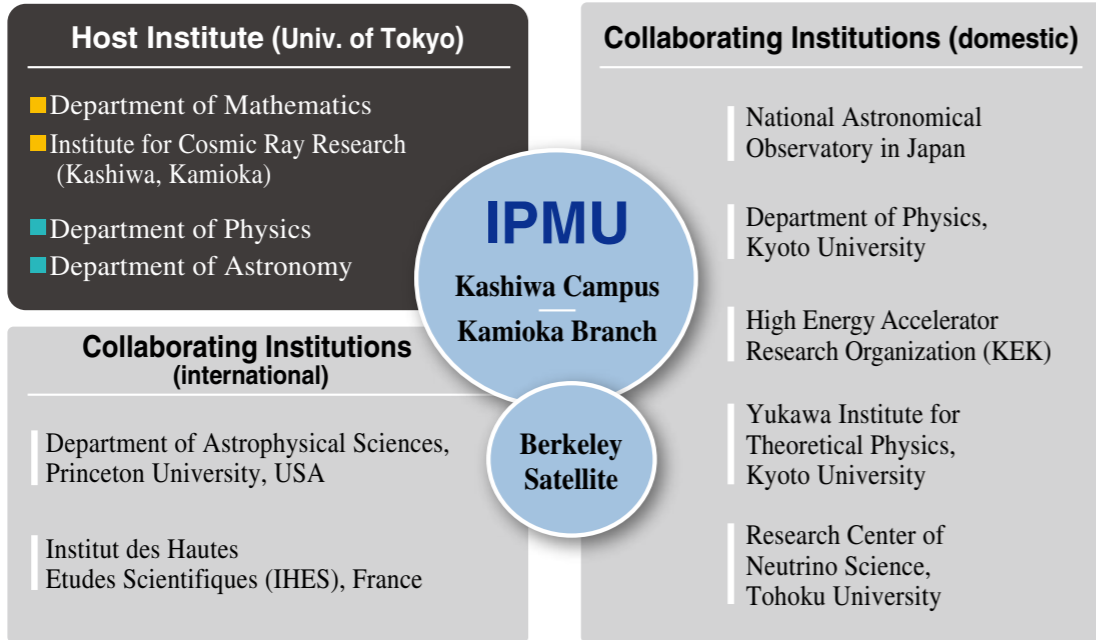 Host Institute (Univ. of Tokyo)
Department of Mathematics
Institute for Cosmic Ray Research
(Kashiwa, Kamioka)
Department of Physics
Department of Astronomy
IPMU
Kashiwa Campus
Kamioka Branch
Berkeley
Satellite
Collaborating Institutions
(international)
Department of Astrophysical Sciences,
Princeton University, USA
Institut des Hautes
Etudes Scientifiques (IHES), France
Collaborating Institutions (domestic)
National Astronomical
Observatory in Japan
Department of Physics,
Kyoto University
High Energy Accelerator
Research Organization (KEK)
Yukawa Institute for
Theoretical Physics,
Kyoto University
Research Center of
Neutrino Science,
Tohoku University